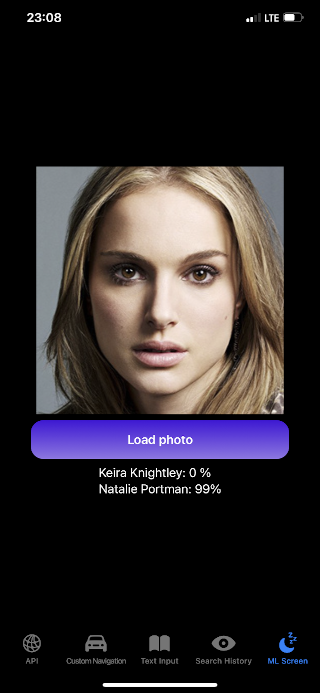 23:08
LTE
Load photo
Keira Knightley: 0 %
Natalie Portman: 99%
API
Custom Navigation
Text Input
Search History
ML Screen